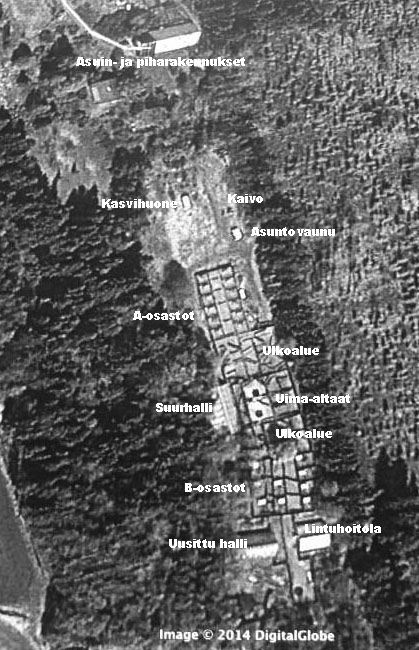 Asuin- ja piharakennukset
Kasvihuone
Kaivo
Asuntovaunu
A-osastot
Ulkoalue
Uima-altaat
Suurhalli
Ulkoalue
B-osastot
Lintuhoitola
Uusittu halli
Image © 2014 DigitalGlobe